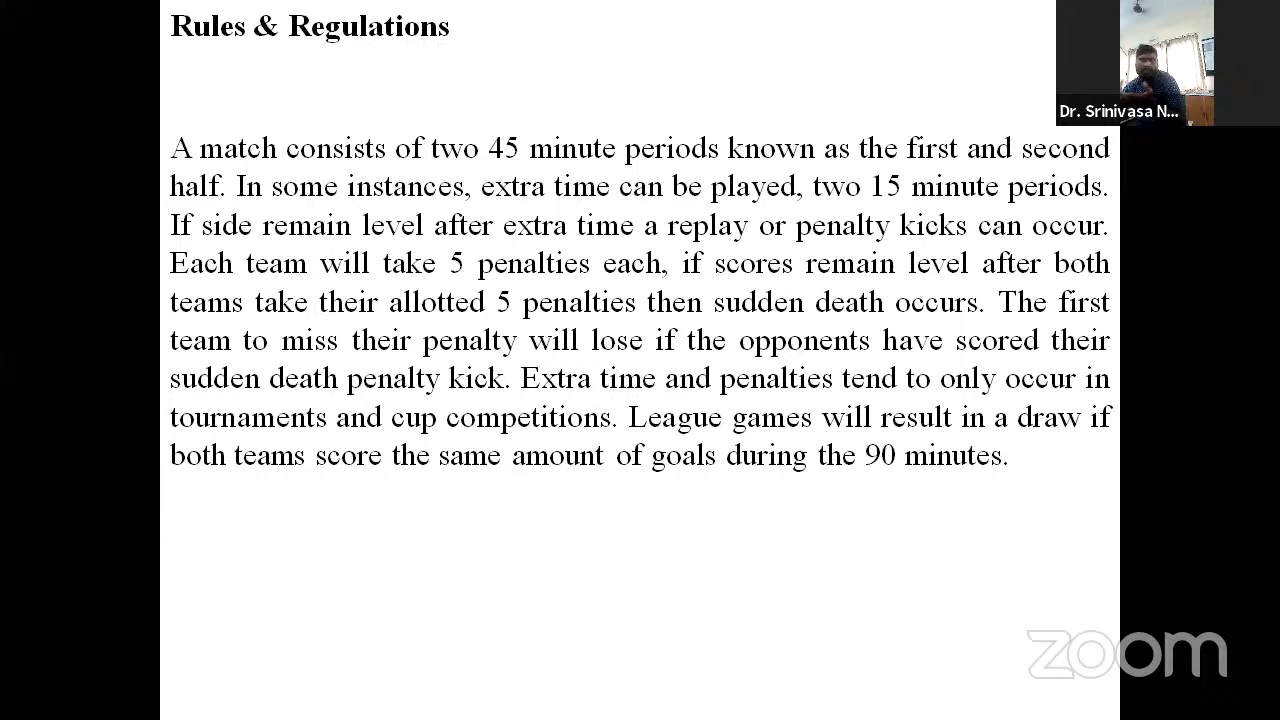 Rules & Regulations
Dr. Srinivasa N...
A match consists of two 45 minute periods known as the first and second
half. In some instances, extra time can be played, two 15 minute periods.
If side remain level after extra time a replay or penalty kicks can occur.
Each team will take 5 penalties each, if scores remain level after both
teams take their allotted 5 penalties then sudden death occurs. The first
team to miss their penalty will lose if the opponents have scored their
sudden death penalty kick. Extra time and penalties tend to only occur in
tournaments and cup competitions. League games will result in a draw if
both teams score the same amount of goals during the 90 minutes.
zoom